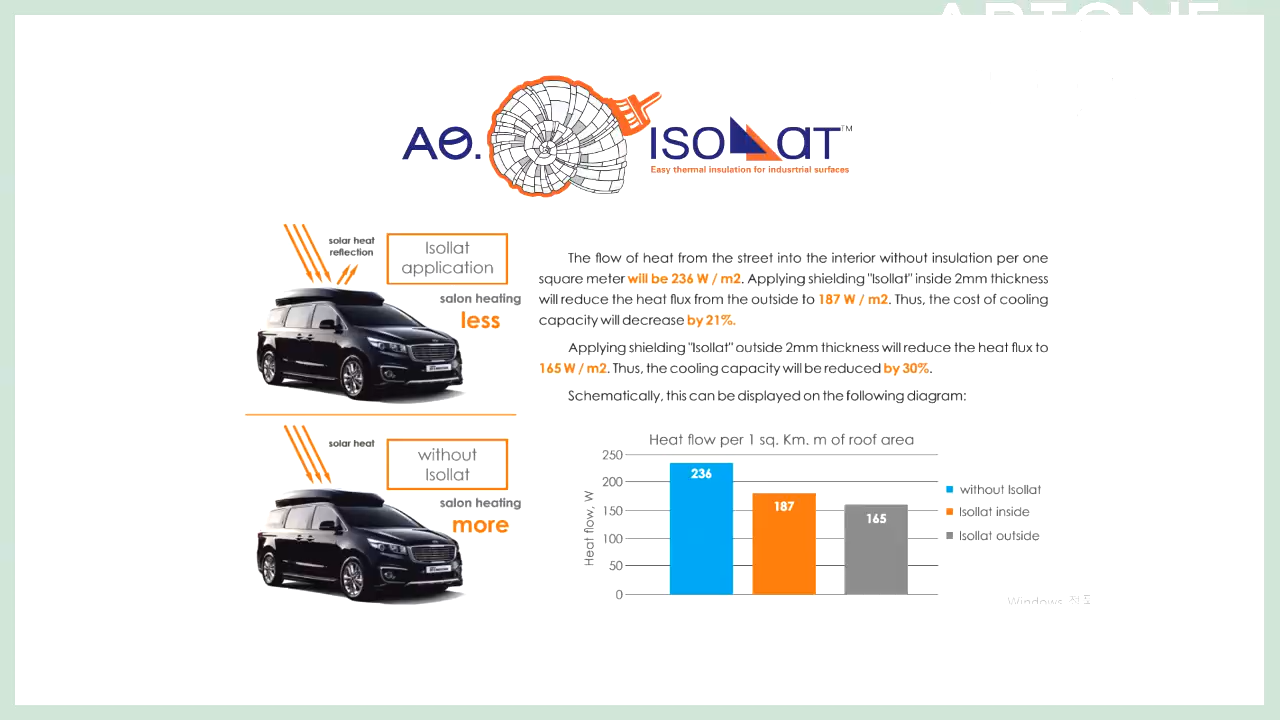 AO.
ISOLLAT™
Easy thermal insulation for indusrtrial surfaces
solar heat
reflection
Isollat
application
salon heating
less
The flow of heat from the street into the interior without insulation per one
square meter will be 236 W / m2. Applying shielding "Isollat" inside 2mm thickness
will reduce the heat flux from the outside to 187 W / m2. Thus, the cost of cooling
capacity will decrease by 21%.
Applying shielding "Isollat" outside 2mm thickness will reduce the heat flux to
165 W / m2. Thus, the cooling capacity will be reduced by 30%.
Schematically, this can be displayed on the following diagram:
solar heat
without
Isollat
salon heating
more
Heat flow per 1 sq. Km. m of roof area
Heat flow, W
250
200
150
100
50
0
236
187
165
without Isollat
Isollat inside
Isollat outside
Windows